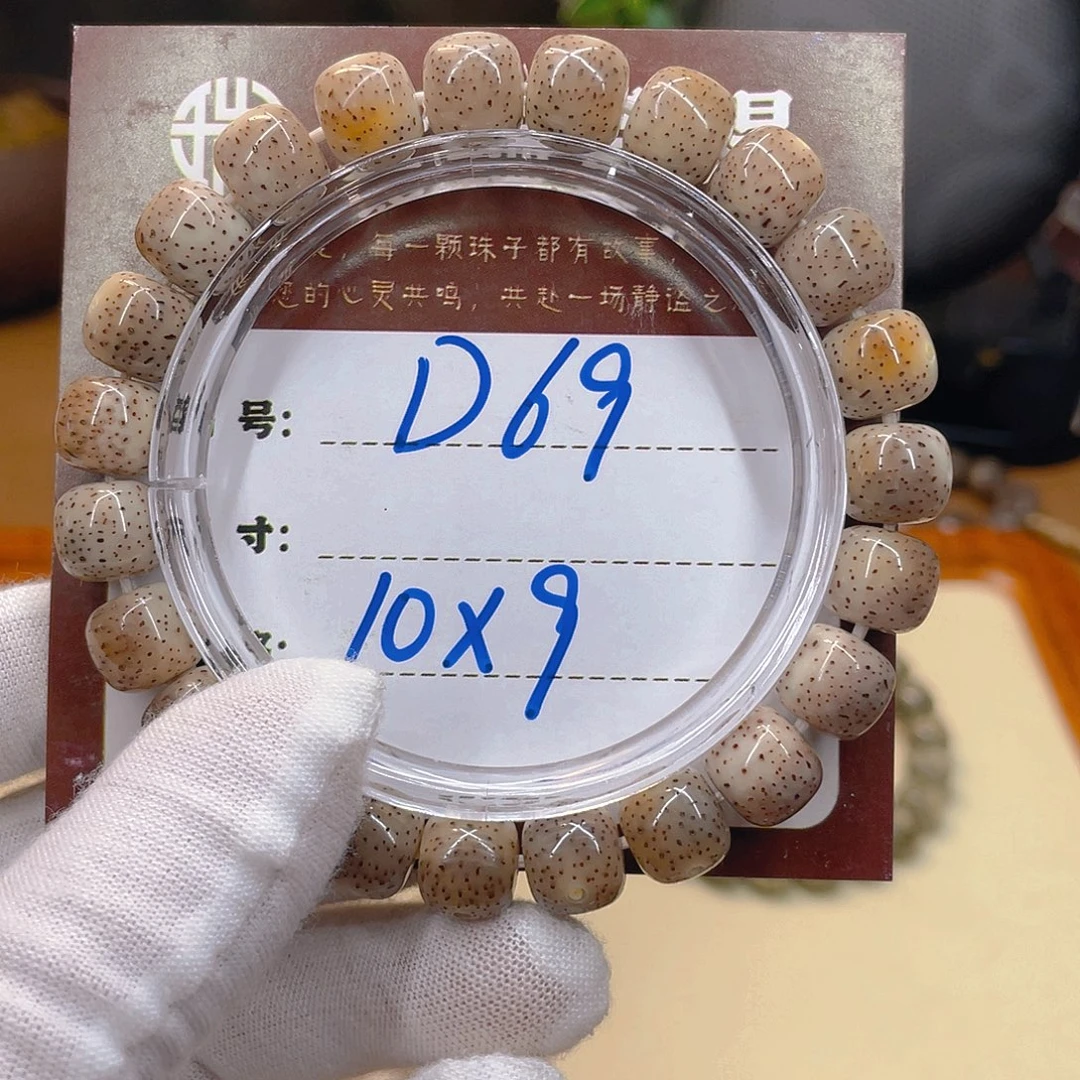 每一颗珠子都有故事,
的心灵共鸣, 共赴一场静谧之
号: D69
寸:
10X9